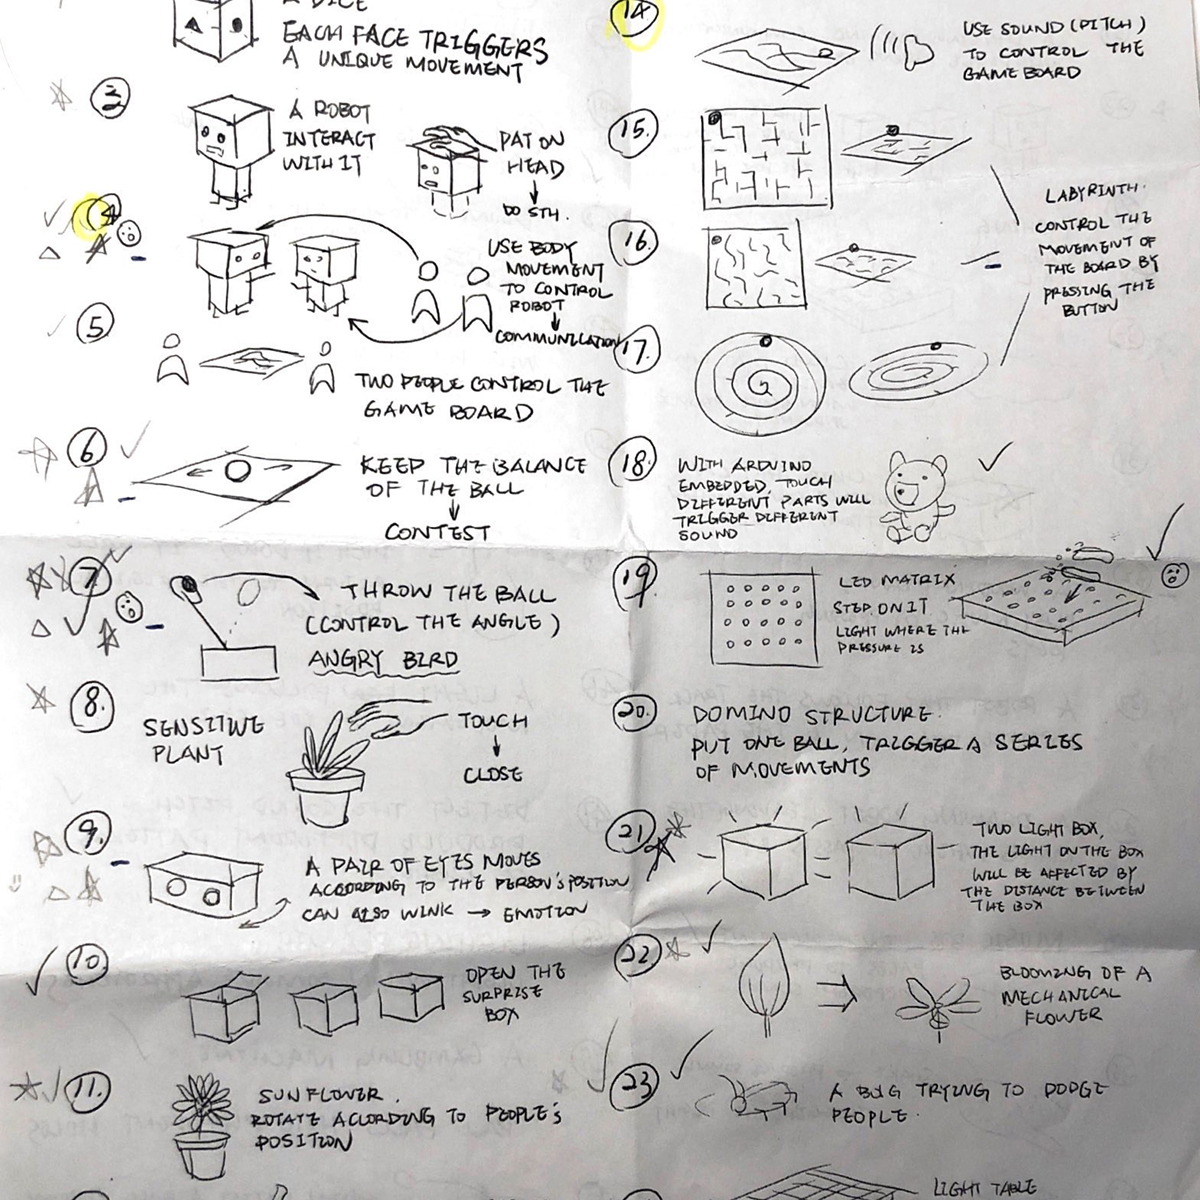 A DICE
EACH FACE TRIGGERS
A UNIQUE MOVEMENT
3
A ROBOT
INTERACT
WITH IT
PAT ON
HEAD
DO STH.
4
USE BODY
MOVEMENT
TO CONTROL
ROBOT
COMMUNICATION
5
TWO PEOPLE CONTROL THE
GAME BOARD
6
KEEP THE BALANCE
OF THE BALL
CONTEST
7
THROW THE BALL
(CONTROL THE ANGLE)
ANGRY BIRD
8.
SENSITIVE
PLANT
TOUCH
CLOSE
9.
A PAIR OF EYES MOVES
ACCORDING TO THE PERSON'S POSITION
CAN ALSO WINK → EMOTION
10
OPEN THE
SURPRISE
BOX
11.
SUNFLOWER.
ROTATE ACORDING TO PEOPLE'S
POSITION
14
USE SOUND (PITCH)
TO CONTROL THE
GAME BOARD
15.
16.
17.
LABYRINTH.
CONTROL THE
MOVEMENT OF
THE BOARD BY
PRESSING THE
BUTTON
18.
WITH ARDUINO
EMBEDDED, TOUCH
DIFFERENT PARTS WILL
TRIGGER DIFFERENT
SOUND
19.
LED MATRIX
STEP ON IT
LIGHT WHERE THE
PRESSURE IS
20.
DOMINO STRUCTURE.
PUT ONE BALL, TRIGGER A SERIES
OF MOVEMENTS
21.
TWO LIGHT BOX,
THE LIGHT ON THE BOX
WILL BE AFFECTED BY
THE DISTANCE BETWEEN
THE BOX
22.
BLOOMING OF A
MECHANICAL
FLOWER
23
A BUG TRYING TO DODGE
PEOPLE.
LIGHT TABLE